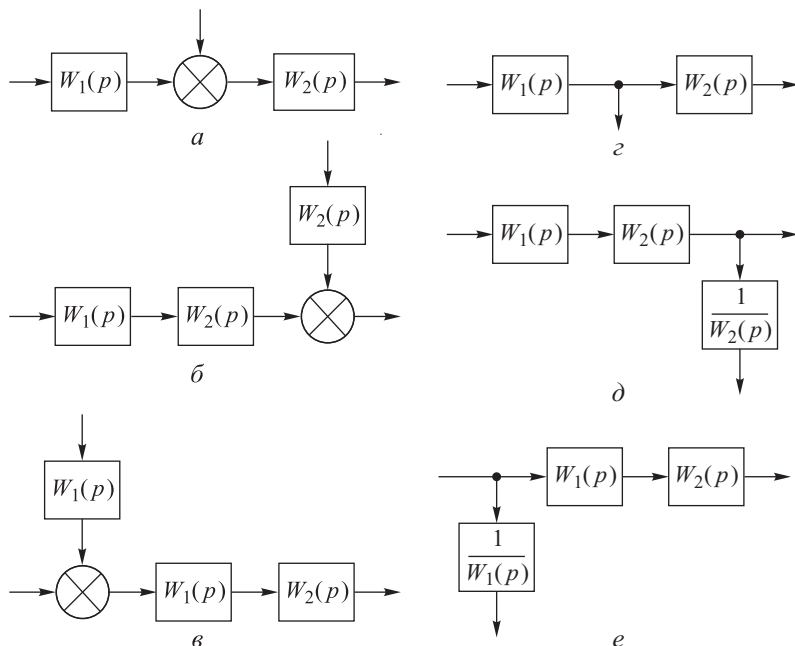 W₁(p)
W₂(p)
а
W₂(p)
W₁(p)
W₂(p)
б
W₁(p)
W₁(p)
W₂(p)
в
W₁(p)
W₂(p)
г
W₁(p)
W₂(p)
1
W₂(p)
д
W₁(p)
W₂(p)
1
W₁(p)
е